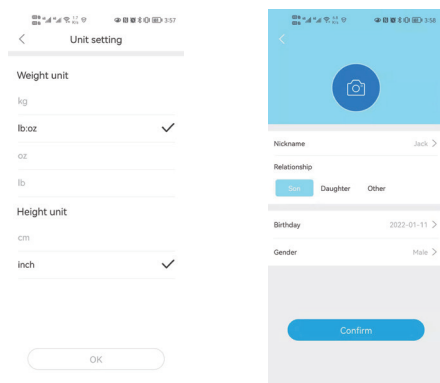 3:57
Unit setting
Weight unit
kg
lb:oz
oz
lb
Height unit
cm
inch
OK
3:58
Nickname Jack
Relationship
Son Daughter Other
Birthday 2022-01-11
Gender Male
Confirm